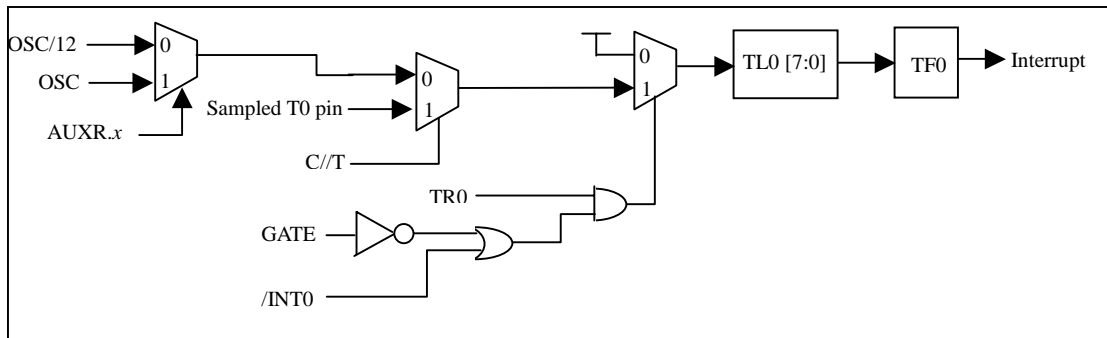 OSC/12
0
OSC
1
AUXR.x
0
Sampled T0 pin
1
C//T
0
1
TL0 [7:0]
TF0
Interrupt
TR0
GATE
/INT0